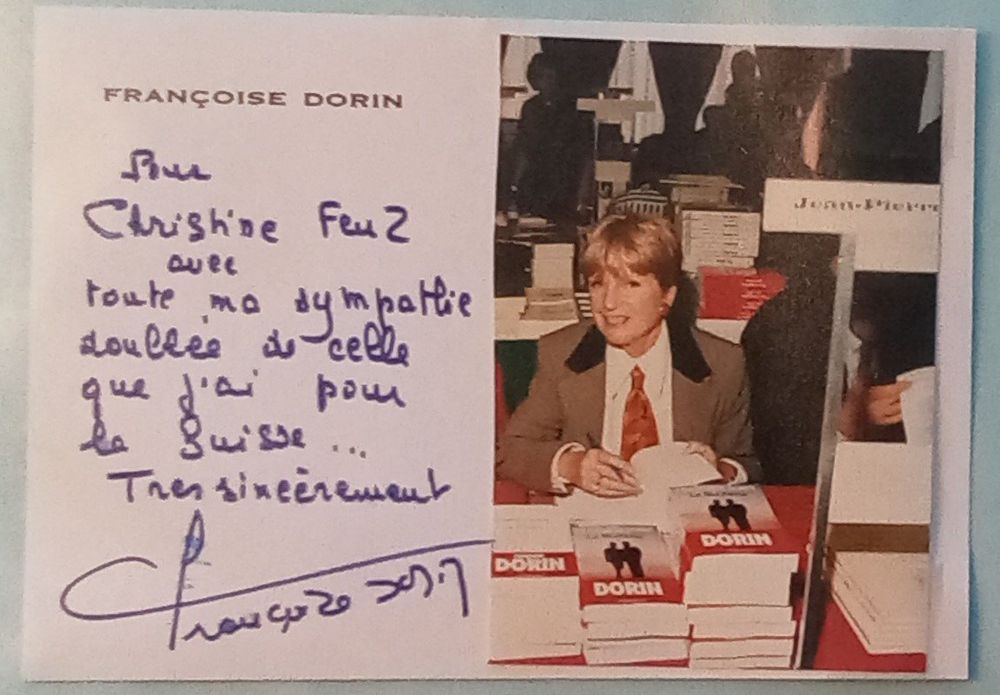 FRANÇOISE DORIN
Pour
Christine Feuz
avec
toute ma sympathie
doublée de celle
que j'ai pour
la Suisse ...
Très sincèrement
Françoise Dorin
Jean-Pierre
DORIN
DORIN
DORIN